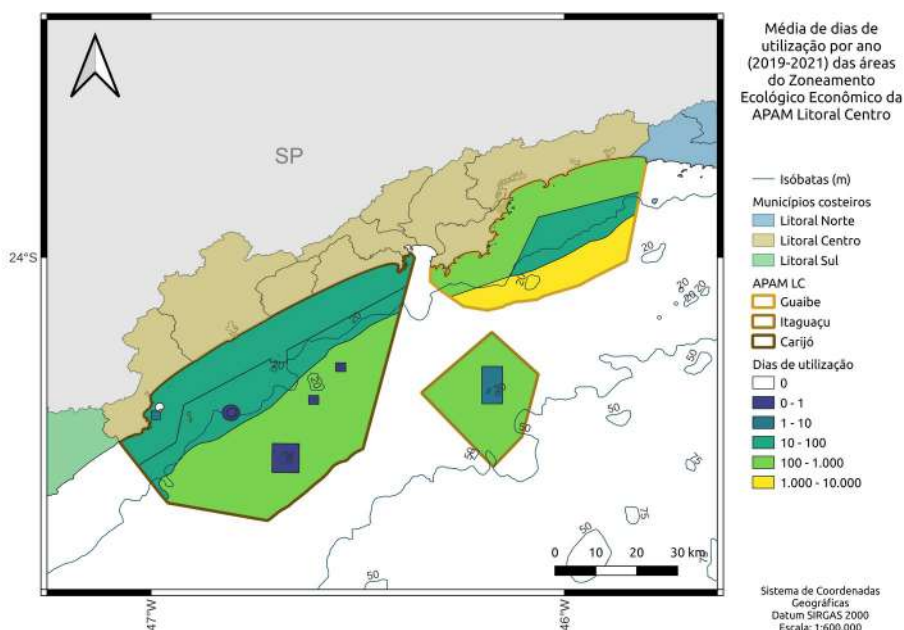 Média de dias de
utilização por ano
(2019-2021) das áreas
do Zoneamento
Ecológico Econômico da
APAM Litoral Centro
SP
24°S
47°W
46°W
20
20
20
20
20
20
50
50
50
50
50
50
75
75
75
0 10 20 30 km
Isóbatas (m)
Municípios costeiros
Litoral Norte
Litoral Centro
Litoral Sul
APAM LC
Guaibe
Itaguaçu
Carijó
Dias de utilização
0
0 - 1
1 - 10
10 - 100
100 - 1.000
1.000 - 10.000
Sistema de Coordenadas
Geográficas
Datum SIRGAS 2000
Escala: 1:600.000